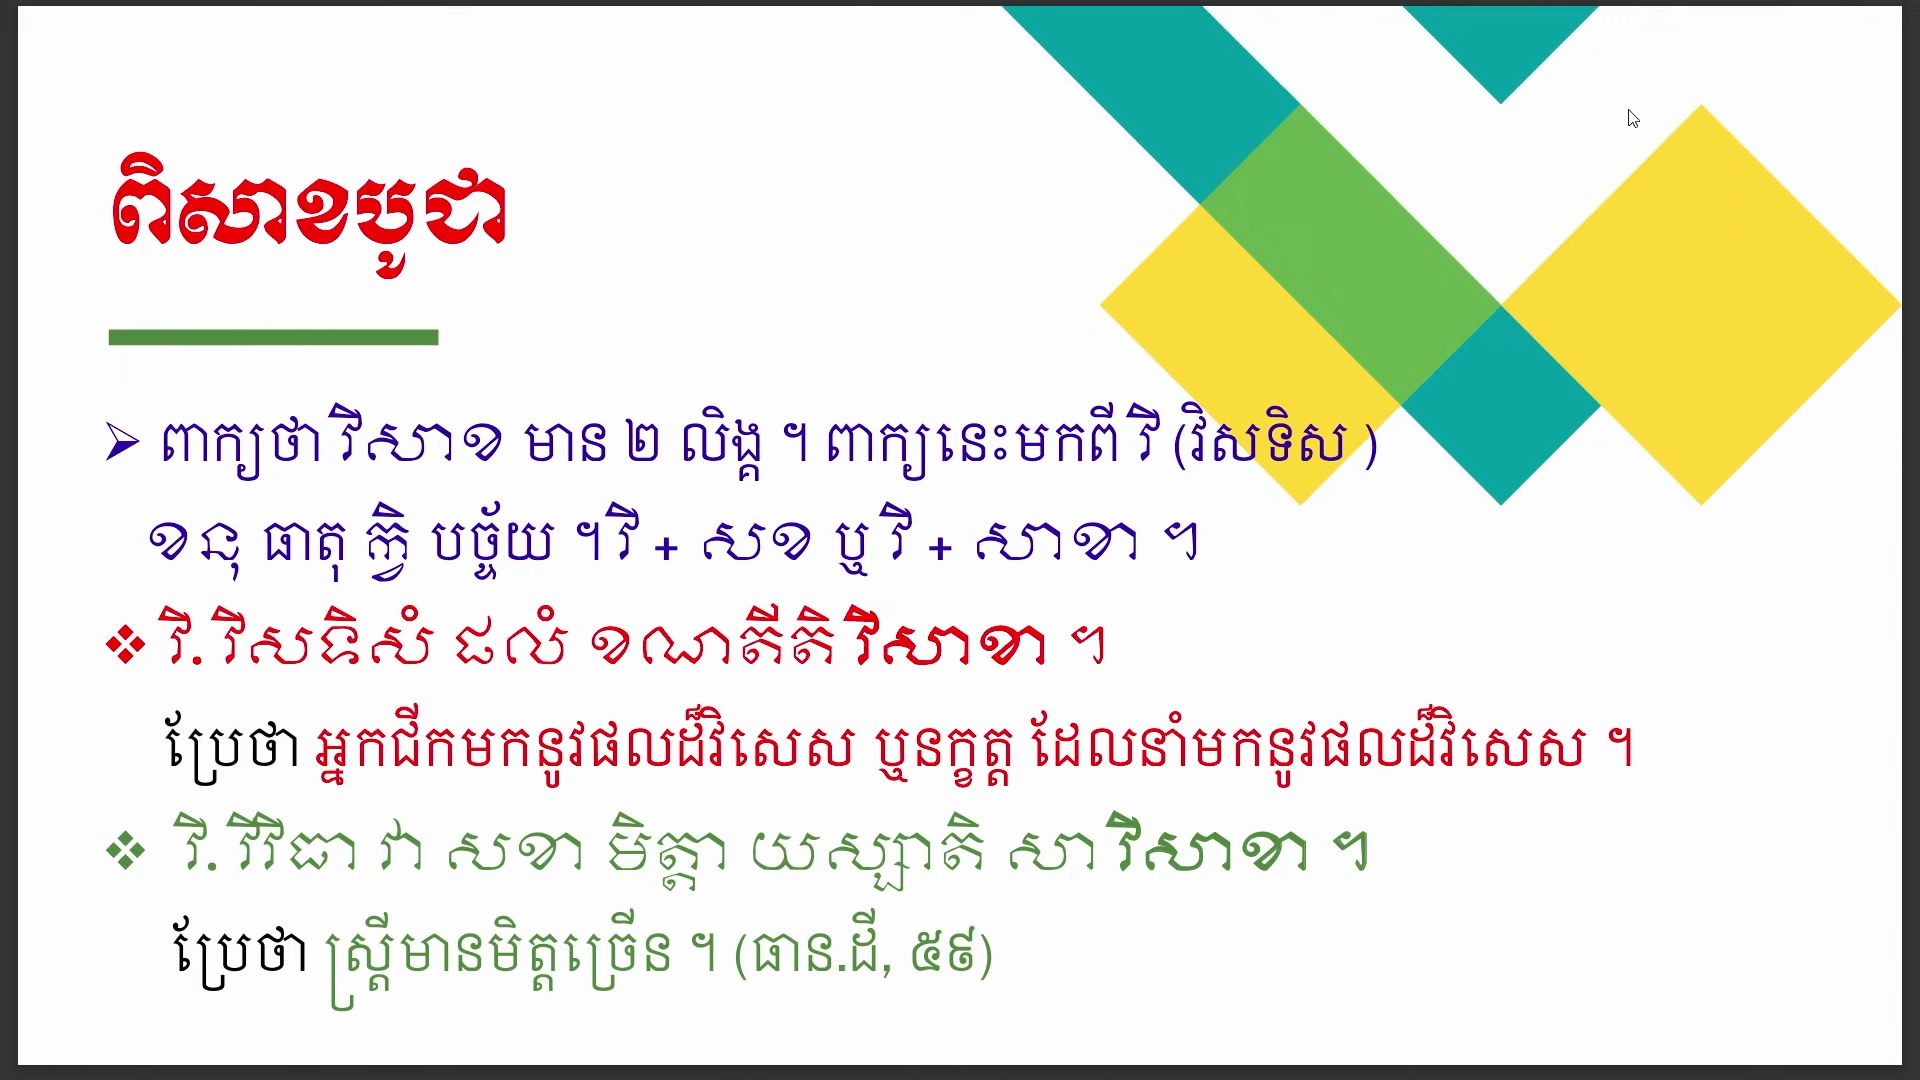 ពិសាខបូជា
ពាក្យថា វិសាខ មាន ២ លិង្គ ។ ពាក្យនេះមកពី វិ (វិសទិស )
ខនុ ធាតុ ក្វិ បច្ច័យ ។ វិ + សខ ឬ វិ + សាខា ។
វិ. វិសទិសំ ផលំ ខណតីតិ វិសាខា ។
ប្រែថា អ្នកជីកមកនូវផលដ៏វិសេស ឬនក្ខត្ត ដែលនាំមកនូវផលដ៏វិសេស ។
វិ. វិវិធា វា សខា មិត្តា យស្សាតិ សា វិសាខា ។
ប្រែថា ស្ត្រីមានមិត្តច្រើន ។ (ធាន.ដី, ៥៩)